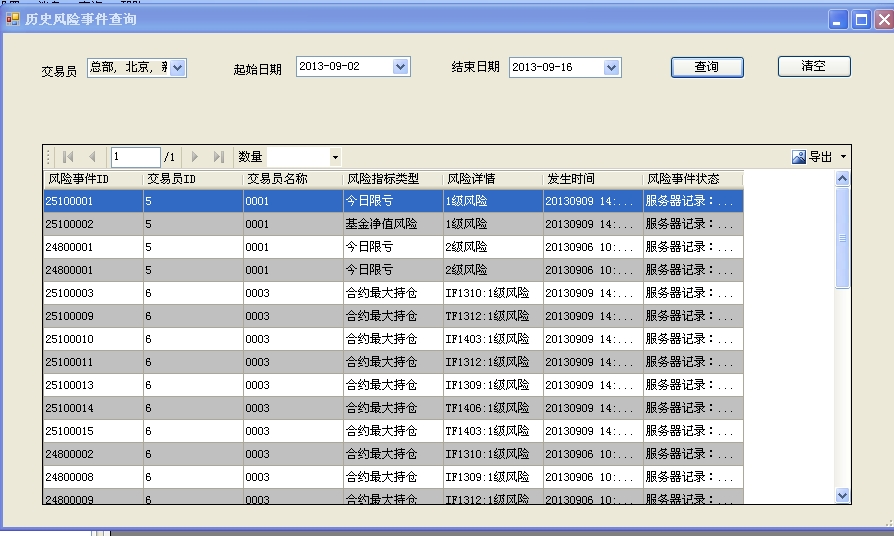 历史风险事件查询
交易员 总部, 北京, 起始日期 2013-09-02 结束日期 2013-09-16 查询 清空
1 /1 数量 导出
风险事件ID 交易员ID 交易员名称 风险指标类型 风险详情 发生时间 风险事件状态
25100001 5 0001 今日限亏 1级风险 20130909 14:... 服务器记录：...
25100002 5 0001 基金净值风险 1级风险 20130909 14:... 服务器记录：...
24800001 5 0001 今日限亏 2级风险 20130906 10:... 服务器记录：...
24800001 5 0001 今日限亏 2级风险 20130906 10:... 服务器记录：...
25100003 6 0003 合约最大持仓 IF1310:1级风险 20130909 14:... 服务器记录：...
25100009 6 0003 合约最大持仓 TF1312:1级风险 20130909 14:... 服务器记录：...
25100010 6 0003 合约最大持仓 IF1403:1级风险 20130909 14:... 服务器记录：...
25100011 6 0003 合约最大持仓 IF1312:1级风险 20130909 14:... 服务器记录：...
25100013 6 0003 合约最大持仓 IF1309:1级风险 20130909 14:... 服务器记录：...
25100014 6 0003 合约最大持仓 TF1406:1级风险 20130909 14:... 服务器记录：...
25100015 6 0003 合约最大持仓 TF1403:1级风险 20130909 14:... 服务器记录：...
24800002 6 0003 合约最大持仓 IF1310:1级风险 20130906 10:... 服务器记录：...
24800008 6 0003 合约最大持仓 IF1309:1级风险 20130906 10:... 服务器记录：...
24800009 6 0003 合约最大持仓 IF1312:1级风险 20130906 10:... 服务器记录：...